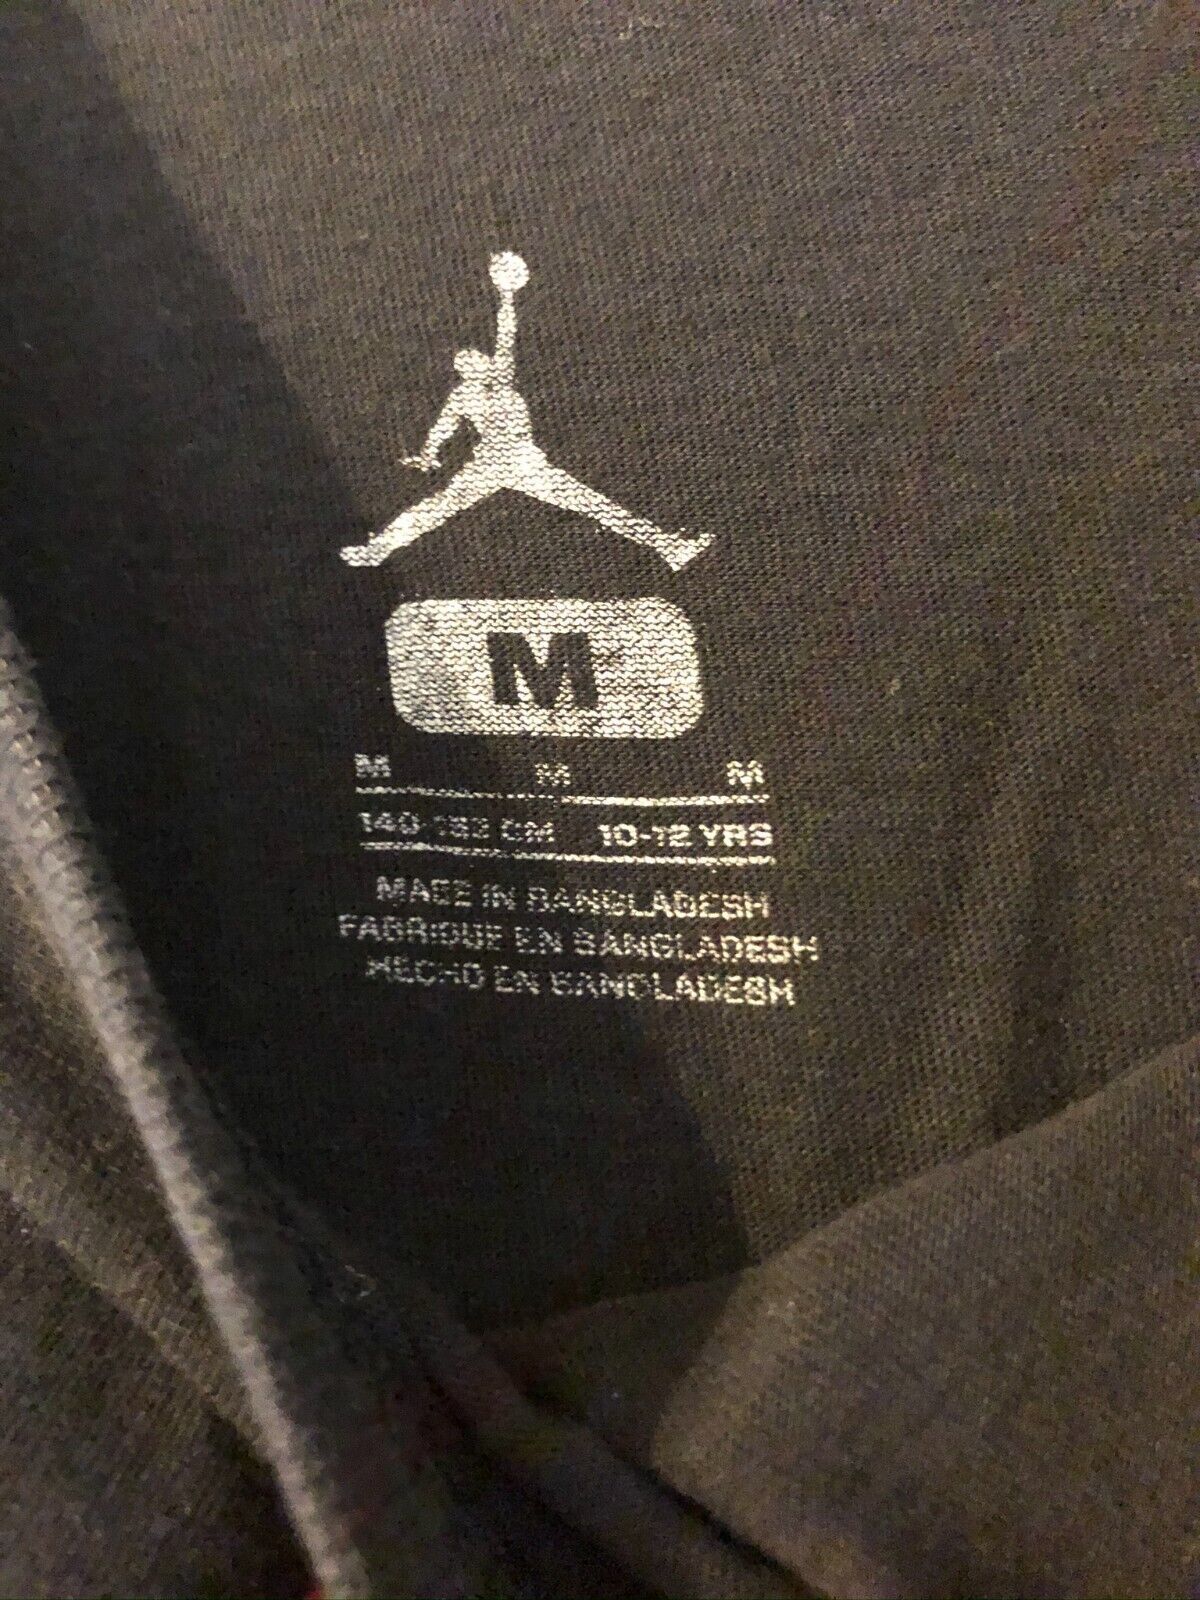 M
M M M
140-152 CM 10-12 YRS
MADE IN BANGLADESH
FABRIQUE EN BANGLADESH
HECHO EN BANGLADESH